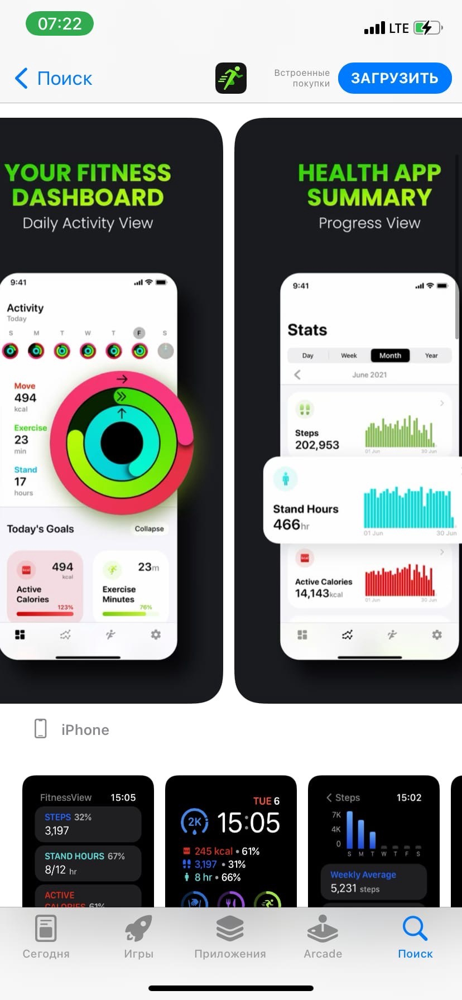 07:22
LTE
Поиск
Встроенные
покупки
ЗАГРУЗИТЬ
YOUR FITNESS
DASHBOARD
Daily Activity View
9:41
Activity
Today
S M T W T F S
Move
494
kcal
Exercise
23
min
Stand
17
hours
Today's Goals
Collapse
kcal
494
kcal
Active
Calories
123%
23m
Exercise
Minutes
76%
HEALTH APP
SUMMARY
Progress View
9:41
Stats
Day Week Month Year
June 2021
Steps
202,953
01 Jun 30 Jun
Stand Hours
466hr
01 Jun 30 Jun
kcal
Active Calories
14,143kcal
01 Jun 30 Jun
iPhone
FitnessView 15:05
STEPS 32%
3,197
STAND HOURS 67%
8/12 hr
ACTIVE
CALORIES 61%
TUE 6
2K 15:05
245 kcal • 61%
3,197 • 31%
8 hr • 66%
Steps 15:02
7K
4K
0
S M T W T F S
Weekly Average
5,231 steps
Сегодня
Игры
Приложения
Arcade
Поиск